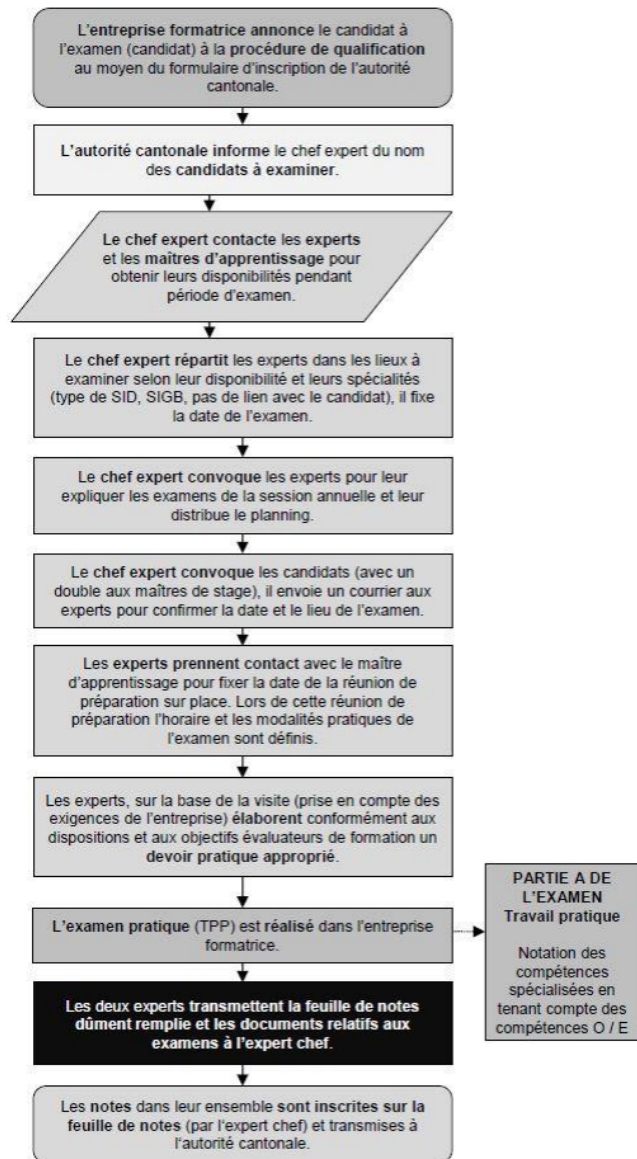 L'entreprise formatrice annonce le candidat à
l'examen (candidat) à la procédure de qualification
au moyen du formulaire d'inscription de l'autorité
cantonale.
L'autorité cantonale informe le chef expert du nom
des candidats à examiner.
Le chef expert contacte les experts
et les maîtres d'apprentissage pour
obtenir leurs disponibilités pendant
période d'examen.
Le chef expert répartit les experts dans les lieux à
examiner selon leur disponibilité et leurs spécialités
(type de SID, SIGB, pas de lien avec le candidat), il fixe
la date de l'examen.
Le chef expert convoque les experts pour leur
expliquer les examens de la session annuelle et leur
distribue le planning.
Le chef expert convoque les candidats (avec un
double aux maîtres de stage), il envoie un courrier aux
experts pour confirmer la date et le lieu de l'examen.
Les experts prennent contact avec le maître
d'apprentissage pour fixer la date de la réunion de
préparation sur place. Lors de cette réunion de
préparation l'horaire et les modalités pratiques de
l'examen sont définis.
Les experts, sur la base de la visite (prise en compte des
exigences de l'entreprise) élaborent conformément aux
dispositions et aux objectifs évaluateurs de formation un
devoir pratique approprié.
L'examen pratique (TPP) est réalisé dans l'entreprise
formatrice.
PARTIE A DE
L'EXAMEN
Travail pratique
Notation des
compétences
spécialisées en
tenant compte des
compétences O / E
Les deux experts transmettent la feuille de notes
dûment remplie et les documents relatifs aux
examens à l'expert chef.
Les notes dans leur ensemble sont inscrites sur la
feuille de notes (par l'expert chef) et transmises à
l'autorité cantonale.